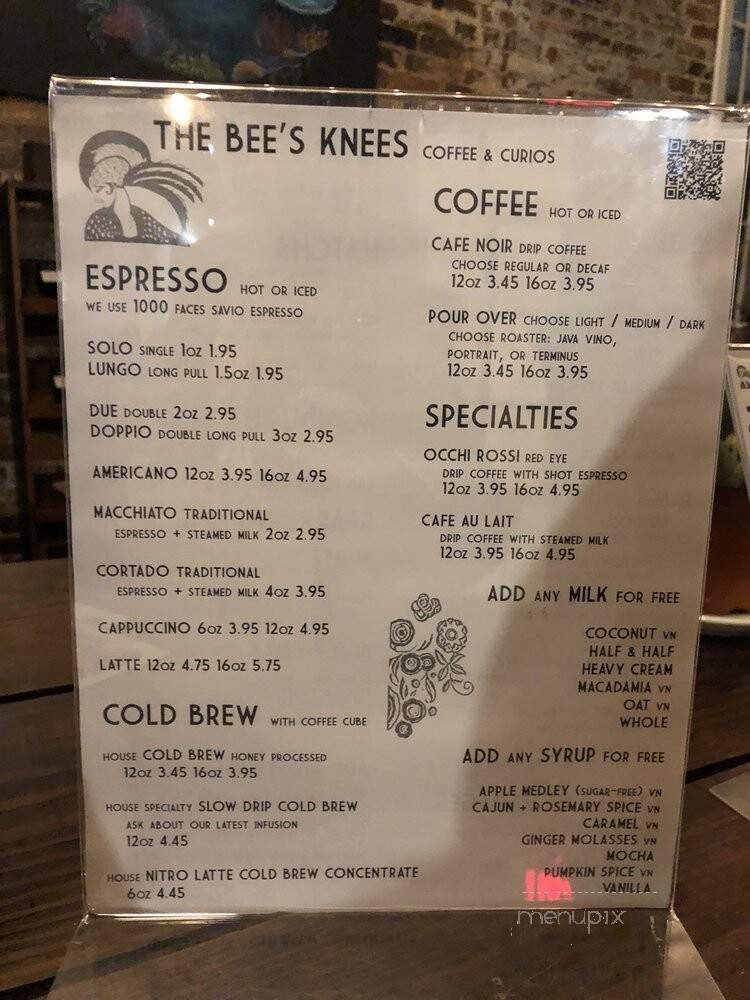 THE BEE'S KNEES COFFEE & CURIOS
ESPRESSO HOT OR ICED
WE USE 1000 FACES SAVIO ESPRESSO
SOLO SINGLE 1OZ 1.95
LUNGO LONG PULL 1.5OZ 1.95
DUE DOUBLE 2OZ 2.95
DOPPIO DOUBLE LONG PULL 3OZ 2.95
AMERICANO 12OZ 3.95 16OZ 4.95
MACCHIATO TRADITIONAL
ESPRESSO + STEAMED MILK 2OZ 2.95
CORTADO TRADITIONAL
ESPRESSO + STEAMED MILK 4OZ 3.95
CAPPUCCINO 6OZ 3.95 12OZ 4.95
LATTE 12OZ 4.75 16OZ 5.75
COLD BREW WITH COFFEE CUBE
HOUSE COLD BREW HONEY PROCESSED
12OZ 3.45 16OZ 3.95
HOUSE SPECIALTY SLOW DRIP COLD BREW
ASK ABOUT OUR LATEST INFUSION
12OZ 4.45
HOUSE NITRO LATTE COLD BREW CONCENTRATE
6OZ 4.45
COFFEE HOT OR ICED
CAFE NOIR DRIP COFFEE
CHOOSE REGULAR OR DECAF
12OZ 3.45 16OZ 3.95
POUR OVER CHOOSE LIGHT / MEDIUM / DARK
CHOOSE ROASTER: JAVA VINO,
PORTRAIT, OR TERMINUS
12OZ 3.45 16OZ 3.95
SPECIALTIES
OCCHI ROSSI RED EYE
DRIP COFFEE WITH SHOT ESPRESSO
12OZ 3.95 16OZ 4.95
CAFE AU LAIT
DRIP COFFEE WITH STEAMED MILK
12OZ 3.95 16OZ 4.95
ADD ANY MILK FOR FREE
COCONUT VN
HALF & HALF
HEAVY CREAM
MACADAMIA VN
OAT VN
WHOLE
ADD ANY SYRUP FOR FREE
APPLE MEDLEY (SUGAR-FREE) VN
CAJUN + ROSEMARY SPICE VN
CARAMEL VN
GINGER MOLASSES VN
MOCHA
PUMPKIN SPICE VN
VANILLA
menupix